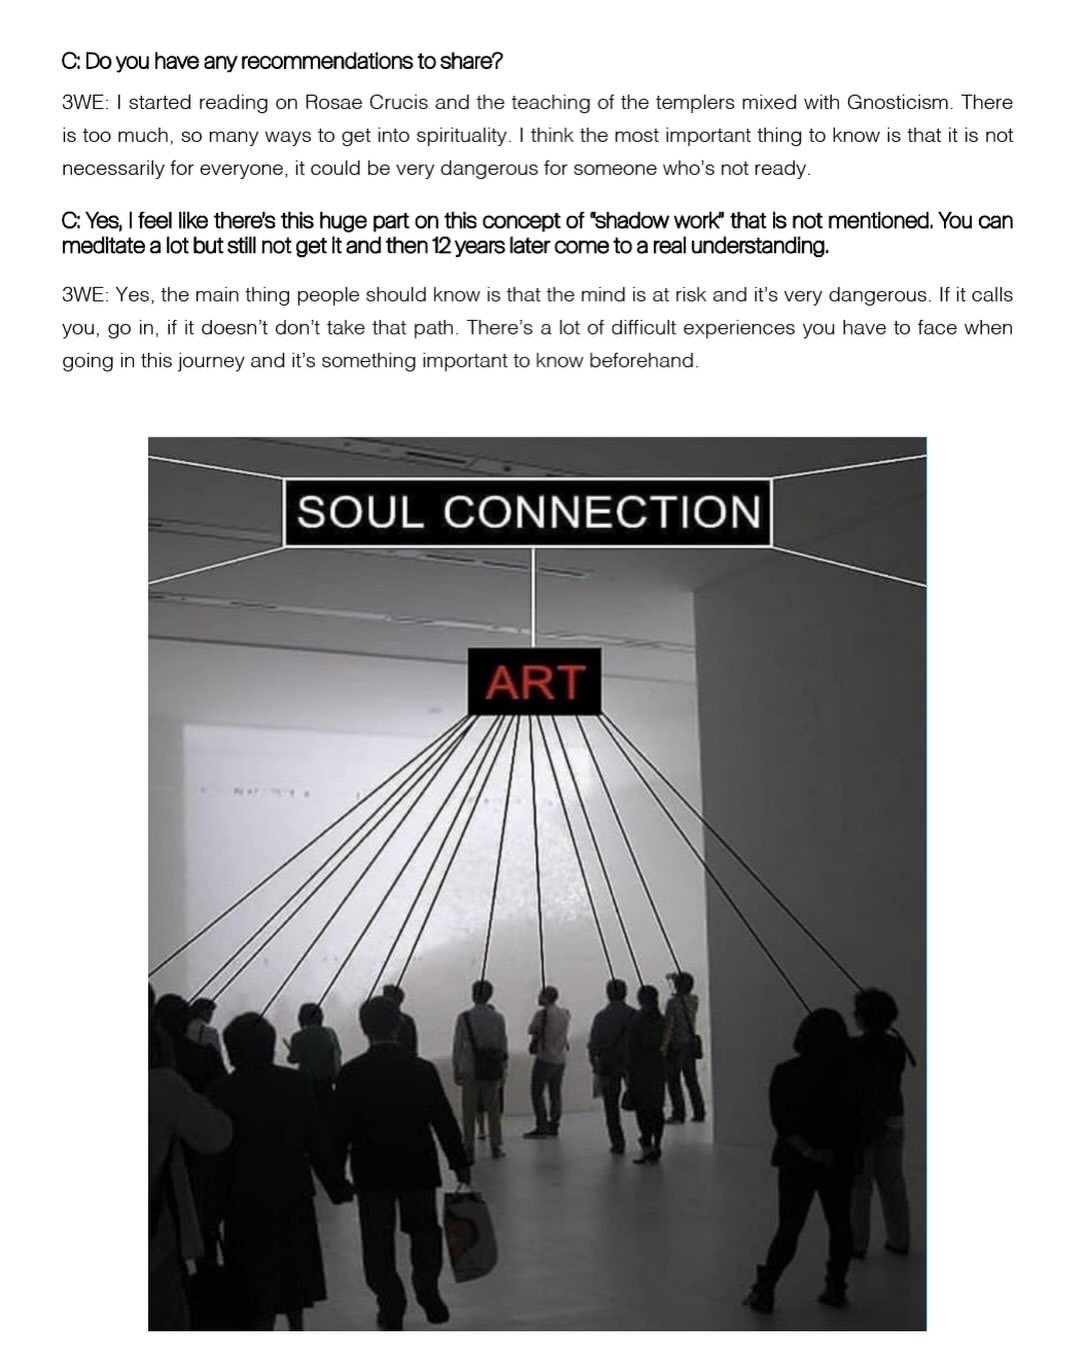 C: Do you have any recommendations to share?
3WE: I started reading on Rosae Crucis and the teaching of the templers mixed with Gnosticism. There
is too much, so many ways to get into spirituality. I think the most important thing to know is that it is not
necessarily for everyone, it could be very dangerous for someone who's not ready.
C: Yes, I feel like there's this huge part on this concept of "shadow work" that is not mentioned. You can
meditate a lot but still not get it and then 12 years later come to a real understanding.
3WE: Yes, the main thing people should know is that the mind is at risk and it's very dangerous. If it calls
you, go in, if it doesn't don't take that path. There's a lot of difficult experiences you have to face when
going in this journey and it's something important to know beforehand.
SOUL CONNECTION
ART